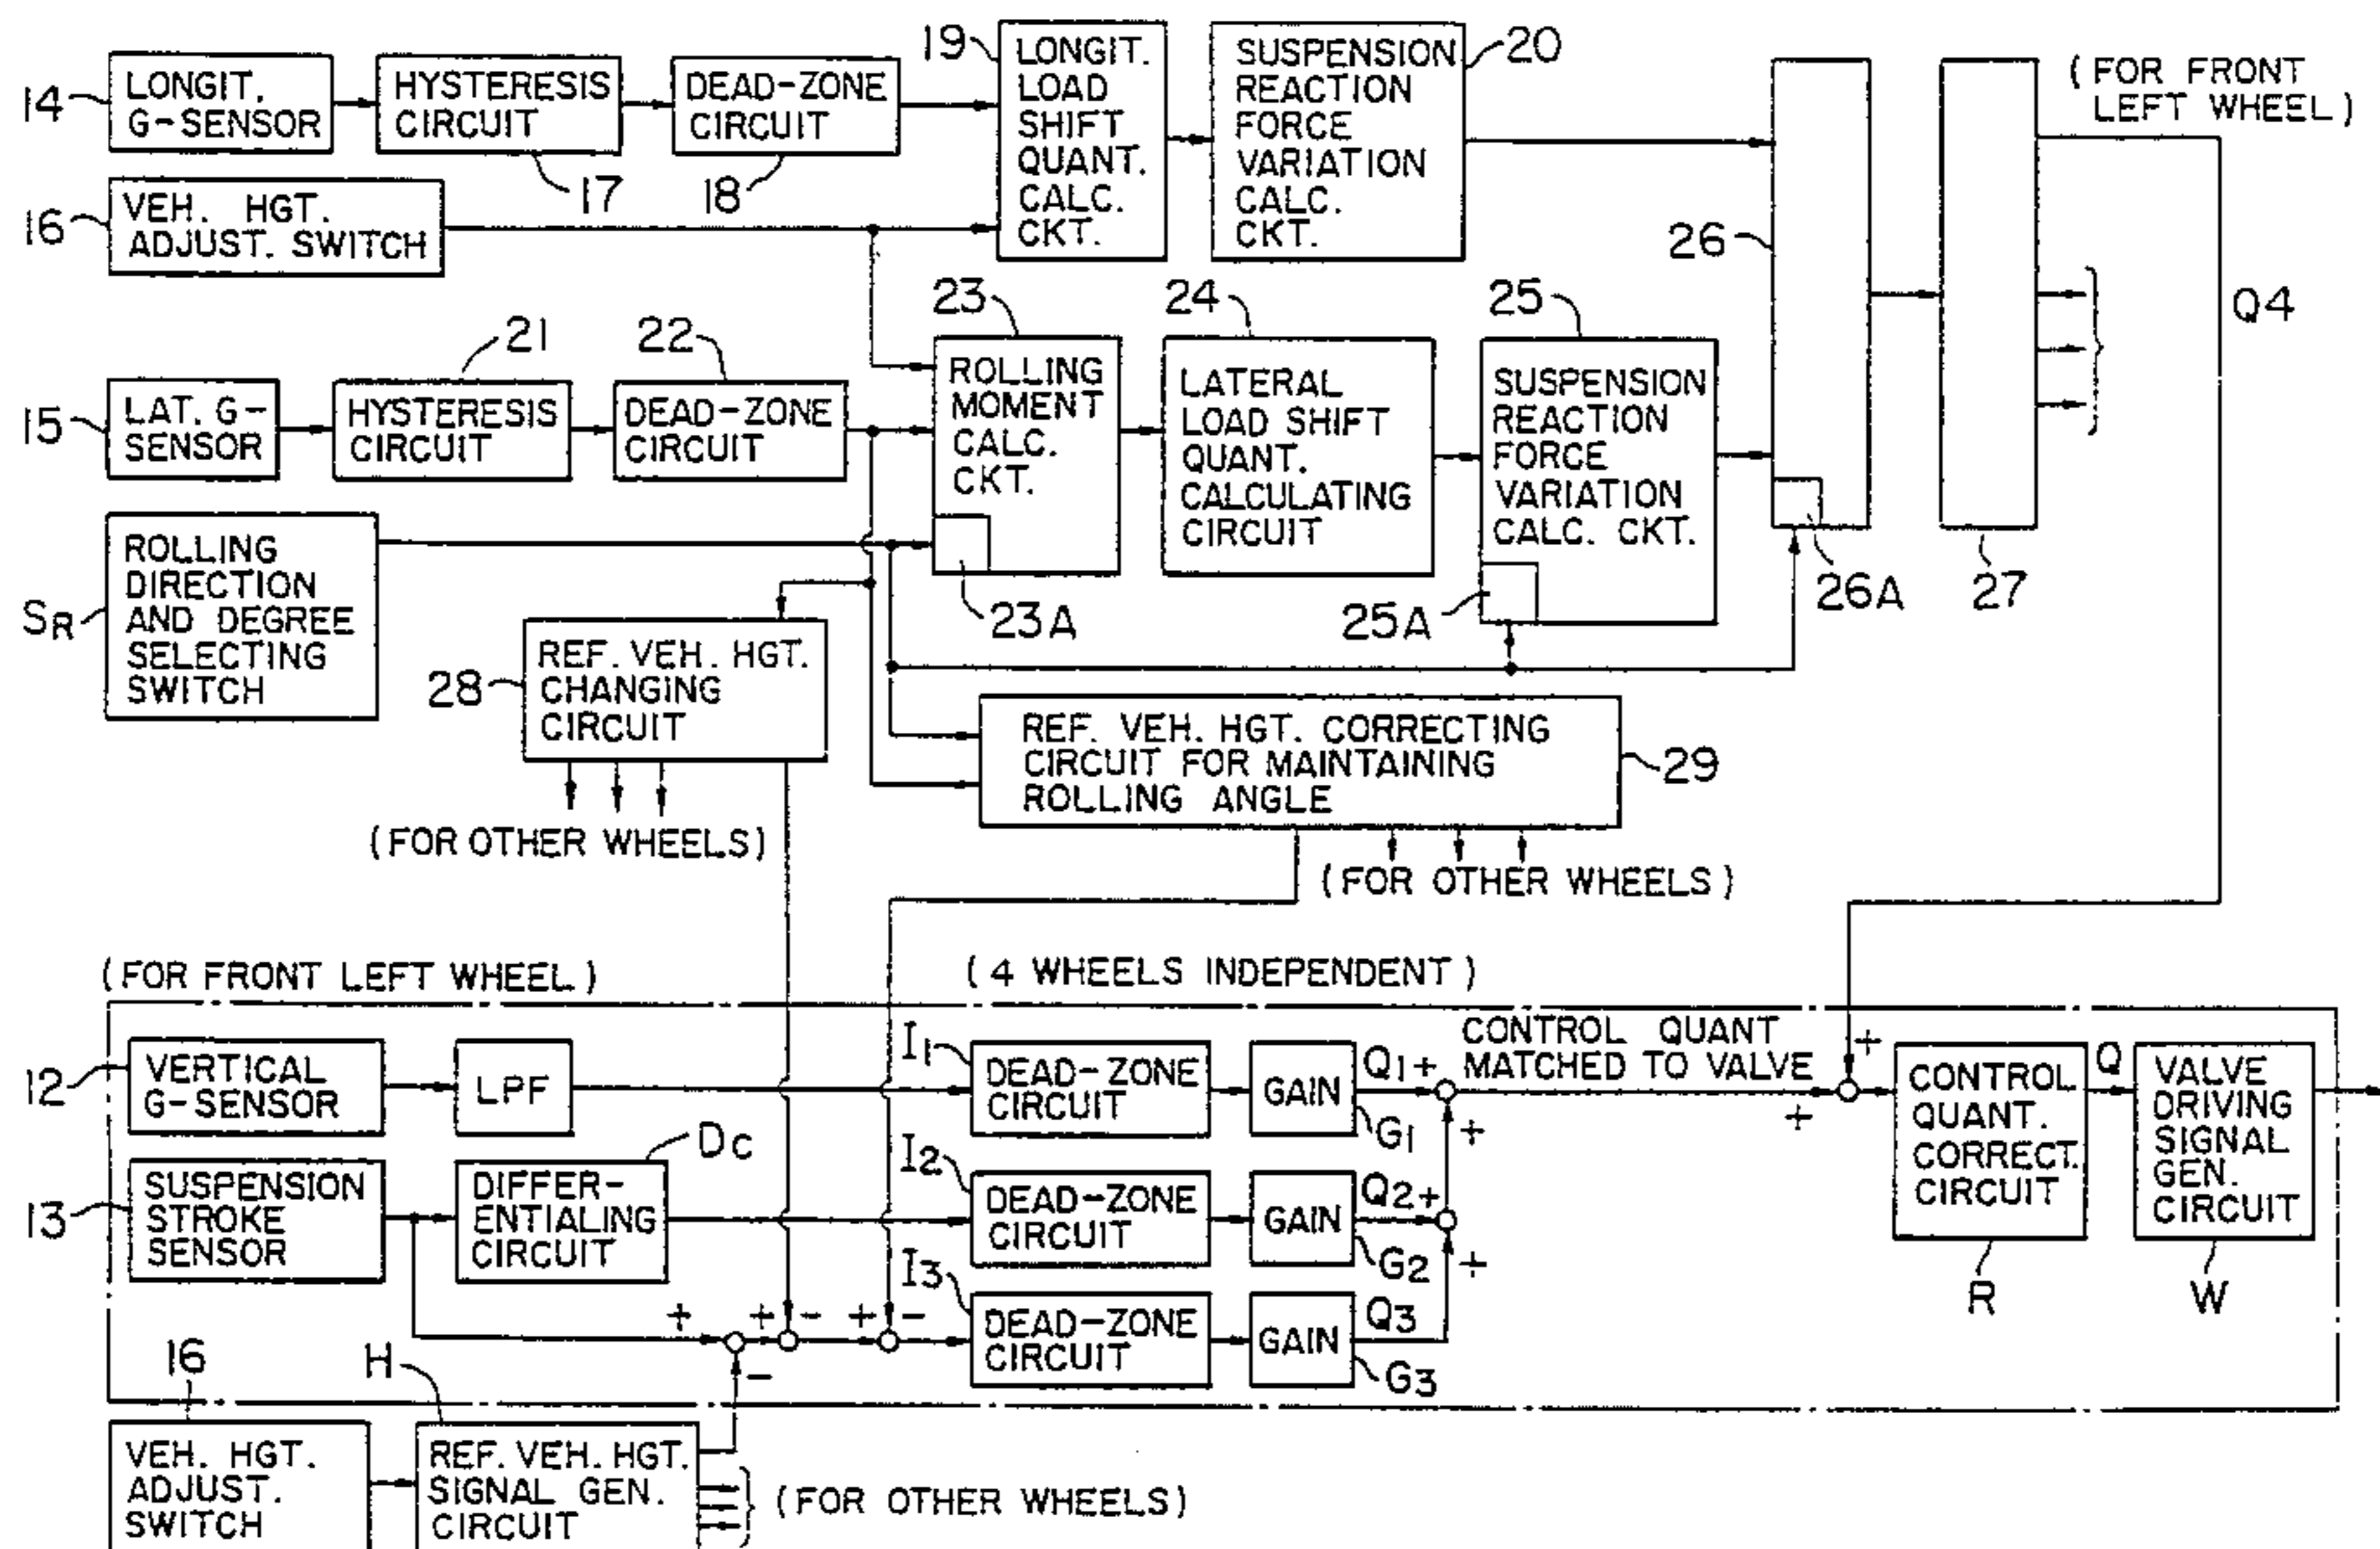 14
LONGIT.
G-SENSOR
HYSTERESIS
CIRCUIT
17
DEAD-ZONE
CIRCUIT
18
19
LONGIT.
LOAD
SHIFT
QUANT.
CALC.
CKT.
SUSPENSION
REACTION
FORCE
VARIATION
CALC.
CKT.
20
(FOR FRONT
LEFT WHEEL)
16
VEH. HGT.
ADJUST. SWITCH
26
26A
27
Q4
15
LAT. G-
SENSOR
21
HYSTERESIS
CIRCUIT
22
DEAD-ZONE
CIRCUIT
23
ROLLING
MOMENT
CALC.
CKT.
23A
24
LATERAL
LOAD SHIFT
QUANT.
CALCULATING
CIRCUIT
25
SUSPENSION
REACTION
FORCE
VARIATION
CALC. CKT.
25A
SR
ROLLING
DIRECTION
AND DEGREE
SELECTING
SWITCH
28
REF. VEH. HGT.
CHANGING
CIRCUIT
(FOR OTHER WHEELS)
REF. VEH. HGT. CORRECTING
CIRCUIT FOR MAINTAINING
ROLLING ANGLE
29
(FOR OTHER WHEELS)
(FOR FRONT LEFT WHEEL)
(4 WHEELS INDEPENDENT)
12
VERTICAL
G-SENSOR
LPF
I1
DEAD-ZONE
CIRCUIT
GAIN
G1
Q1+
+
CONTROL QUANT
MATCHED TO VALVE
+
+
CONTROL
QUANT.
CORRECT.
CIRCUIT
R
Q
VALVE
DRIVING
SIGNAL
GEN.
CIRCUIT
W
13
SUSPENSION
STROKE
SENSOR
DIFFER-
ENTIALING
CIRCUIT
DC
I2
DEAD-ZONE
CIRCUIT
GAIN
G2
Q2+
+
+ + - + -
-
I3
DEAD-ZONE
CIRCUIT
GAIN
G3
Q3
16
VEH. HGT.
ADJUST.
SWITCH
H
REF. VEH. HGT.
SIGNAL GEN.
CIRCUIT
(FOR OTHER WHEELS)